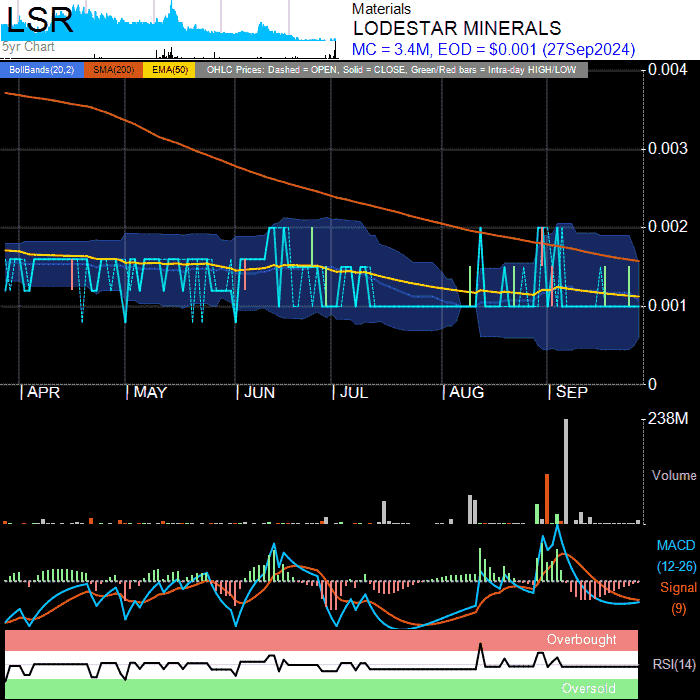 LSR
5yr Chart
Materials
LODESTAR MINERALS
MC = 3.4M, EOD = $0.001 (27Sep2024)
BollBands(20,2) SMA(200) EMA(50) OHLC Prices: Dashed = OPEN, Solid = CLOSE, Green/Red bars = Intra-day HIGH/LOW
0.004
0.003
0.002
0.001
0
APR MAY JUN JUL AUG SEP
238M
Volume
MACD
(12-26)
Signal
(9)
Overbought
RSI(14)
Oversold